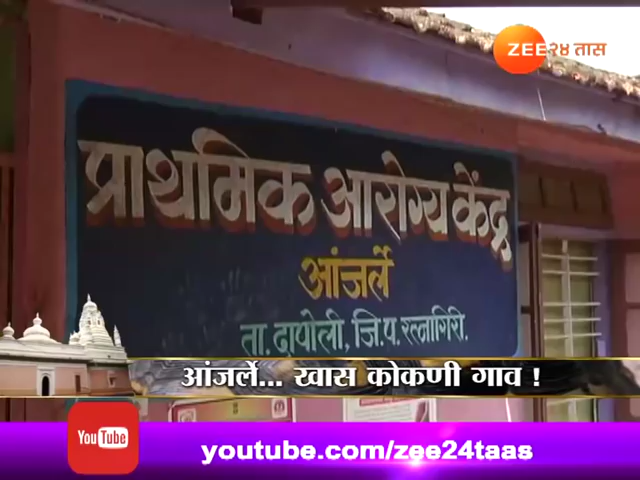 ZEE २४ तास
प्राथमिक आरोग्य केंद्र
आंजर्ले
ता. दापोली, जि.प. रत्नागिरी.
आंजर्ले... खास कोकणी गाव !
YouTube
youtube.com/zee24taas